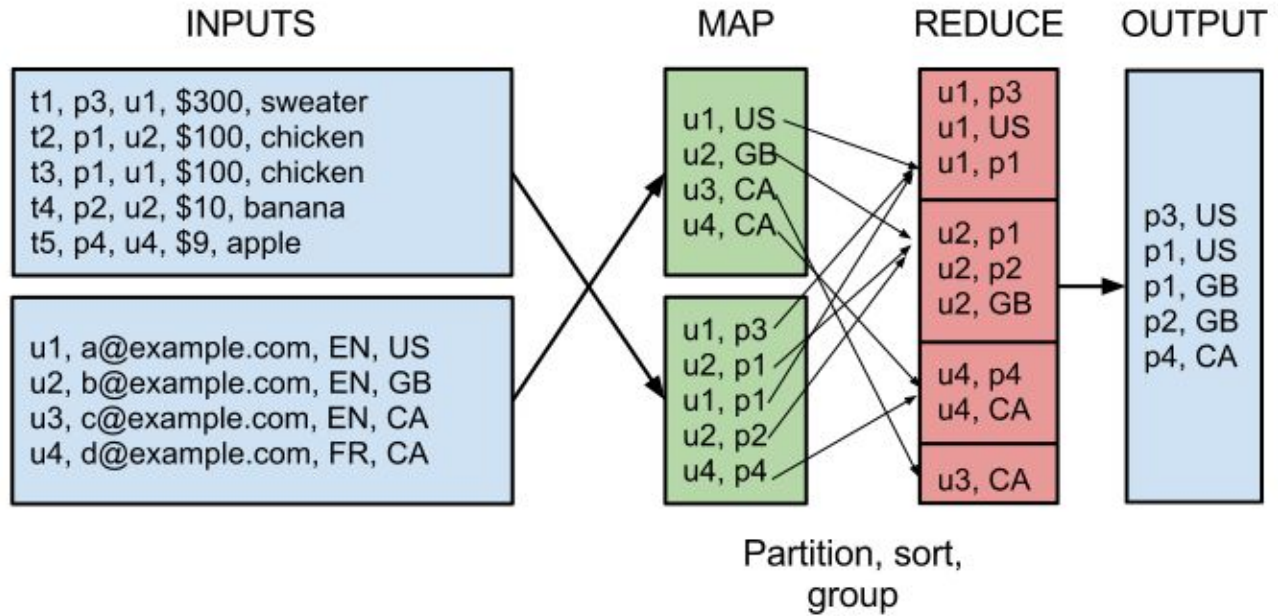 INPUTS
t1, p3, u1, $300, sweater
t2, p1, u2, $100, chicken
t3, p1, u1, $100, chicken
t4, p2, u2, $10, banana
t5, p4, u4, $9, apple
u1, a@example.com, EN, US
u2, b@example.com, EN, GB
u3, c@example.com, EN, CA
u4, d@example.com, FR, CA
MAP
u1, US
u2, GB
u3, CA
u4, CA
u1, p3
u2, p1
u1, p1
u2, p2
u4, p4
Partition, sort,
group
REDUCE
u1, p3
u1, US
u1, p1
u2, p1
u2, p2
u2, GB
u4, p4
u4, CA
u3, CA
OUTPUT
p3, US
p1, US
p1, GB
p2, GB
p4, CA